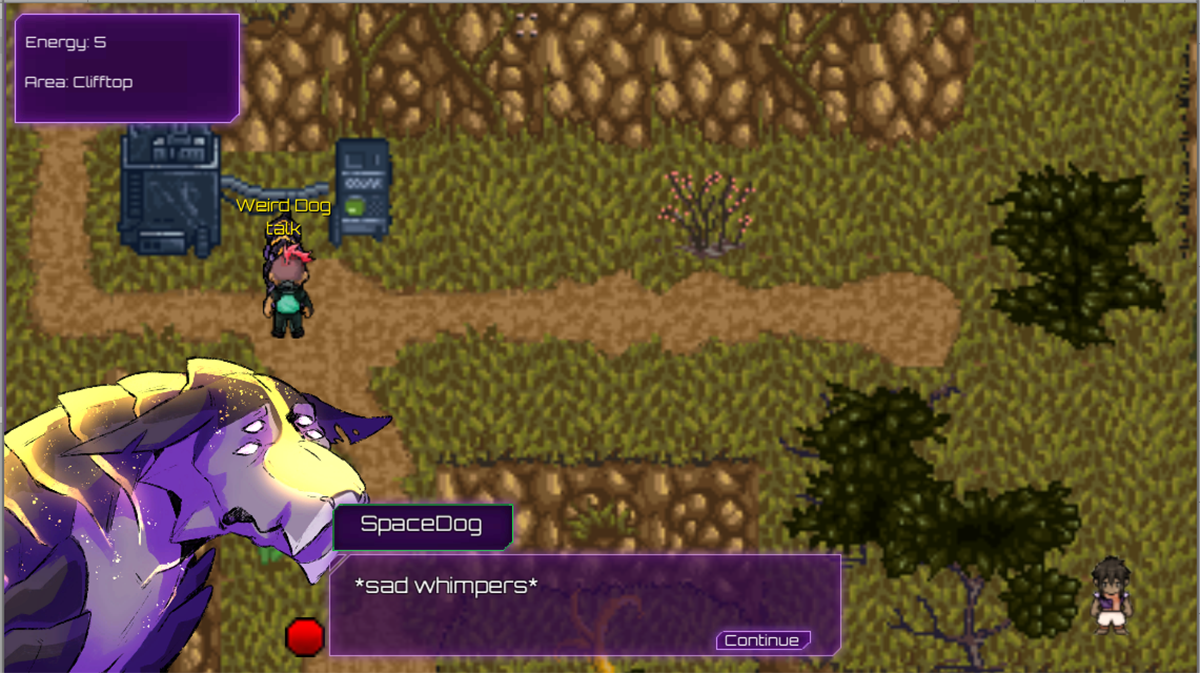 Energy: 5
Area: Clifftop
Weird Dog
talk
SpaceDog
*sad whimpers*
Continue